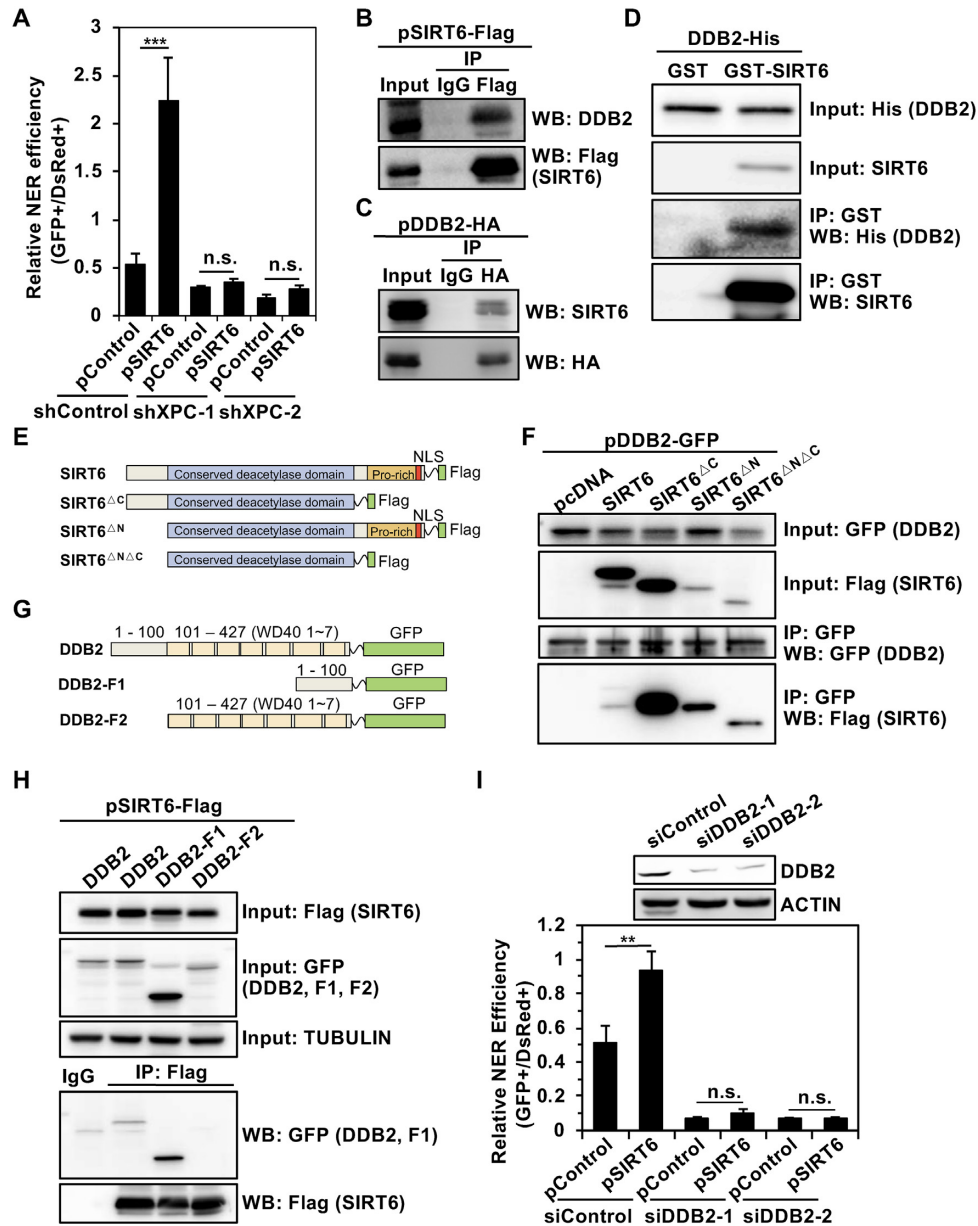 A
Relative NER efficiency
(GFP+/DsRed+)
3
2.5
2
1.5
1
0.5
0
***
n.s.
n.s.
pControl
pSIRT6
pControl
pSIRT6
pControl
pSIRT6
shControl
shXPC-1
shXPC-2
B
pSIRT6-Flag
IP
Input IgG Flag
WB: DDB2
WB: Flag
(SIRT6)
C
pDDB2-HA
IP
Input IgG HA
WB: SIRT6
WB: HA
D
DDB2-His
GST GST-SIRT6
Input: His (DDB2)
Input: SIRT6
IP: GST
WB: His (DDB2)
IP: GST
WB: SIRT6
E
SIRT6 Conserved deacetylase domain Pro-rich NLS Flag
SIRT6△C Conserved deacetylase domain Flag
SIRT6△N Conserved deacetylase domain Pro-rich NLS Flag
SIRT6△N△C Conserved deacetylase domain Flag
F
pDDB2-GFP
pcDNA
SIRT6
SIRT6△C
SIRT6△N
SIRT6△N△C
Input: GFP (DDB2)
Input: Flag (SIRT6)
IP: GFP
WB: GFP (DDB2)
IP: GFP
WB: Flag (SIRT6)
G
1 - 100 101 – 427 (WD40 1~7) GFP
DDB2
1 - 100 GFP
DDB2-F1
101 – 427 (WD40 1~7) GFP
DDB2-F2
H
pSIRT6-Flag
DDB2
DDB2
DDB2-F1
DDB2-F2
Input: Flag (SIRT6)
Input: GFP
(DDB2, F1, F2)
Input: TUBULIN
IgG IP: Flag
WB: GFP (DDB2, F1)
WB: Flag (SIRT6)
I
siControl
siDDB2-1
siDDB2-2
DDB2
ACTIN
Relative NER Efficiency
(GFP+/DsRed+)
1.2
1
0.8
0.6
0.4
0.2
0
**
n.s.
n.s.
pControl
pSIRT6
pControl
pSIRT6
pControl
pSIRT6
siControl
siDDB2-1
siDDB2-2